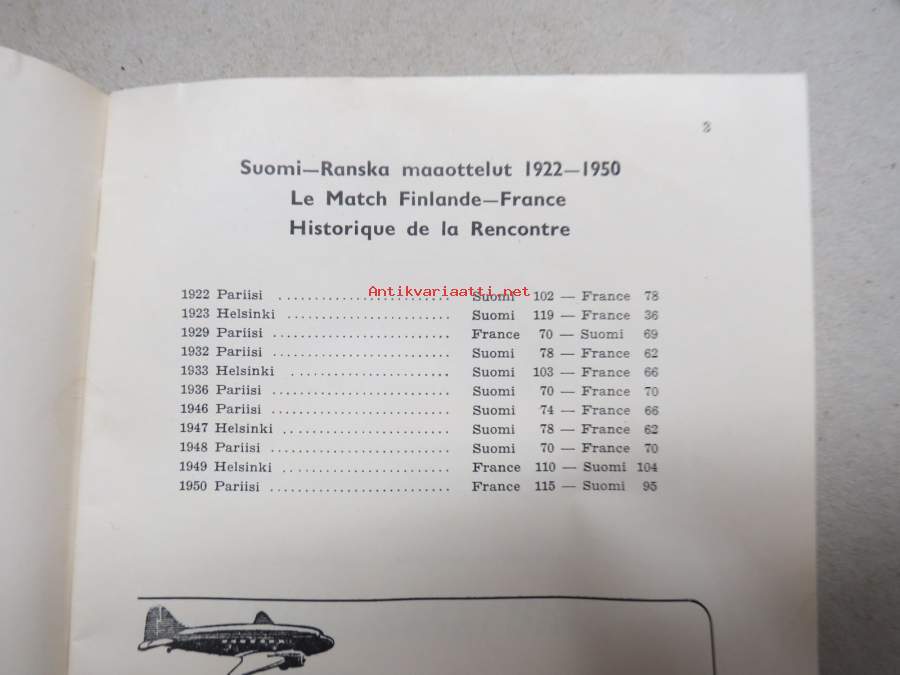 2
Suomi—Ranska maaottelut 1922—1950
Le Match Finlande—France
Historique de la Rencontre
Antikvariaatti.net
1922 Pariisi ........................ Suomi 102 — France 78
1923 Helsinki ........................ Suomi 119 — France 36
1929 Pariisi ........................ France 70 — Suomi 69
1932 Pariisi ........................ Suomi 78 — France 62
1933 Helsinki ........................ Suomi 103 — France 66
1936 Pariisi ........................ Suomi 70 — France 70
1946 Pariisi ........................ Suomi 74 — France 66
1947 Helsinki ........................ Suomi 78 — France 62
1948 Pariisi ........................ Suomi 70 — France 70
1949 Helsinki ........................ France 110 — Suomi 104
1950 Pariisi ........................ France 115 — Suomi 95